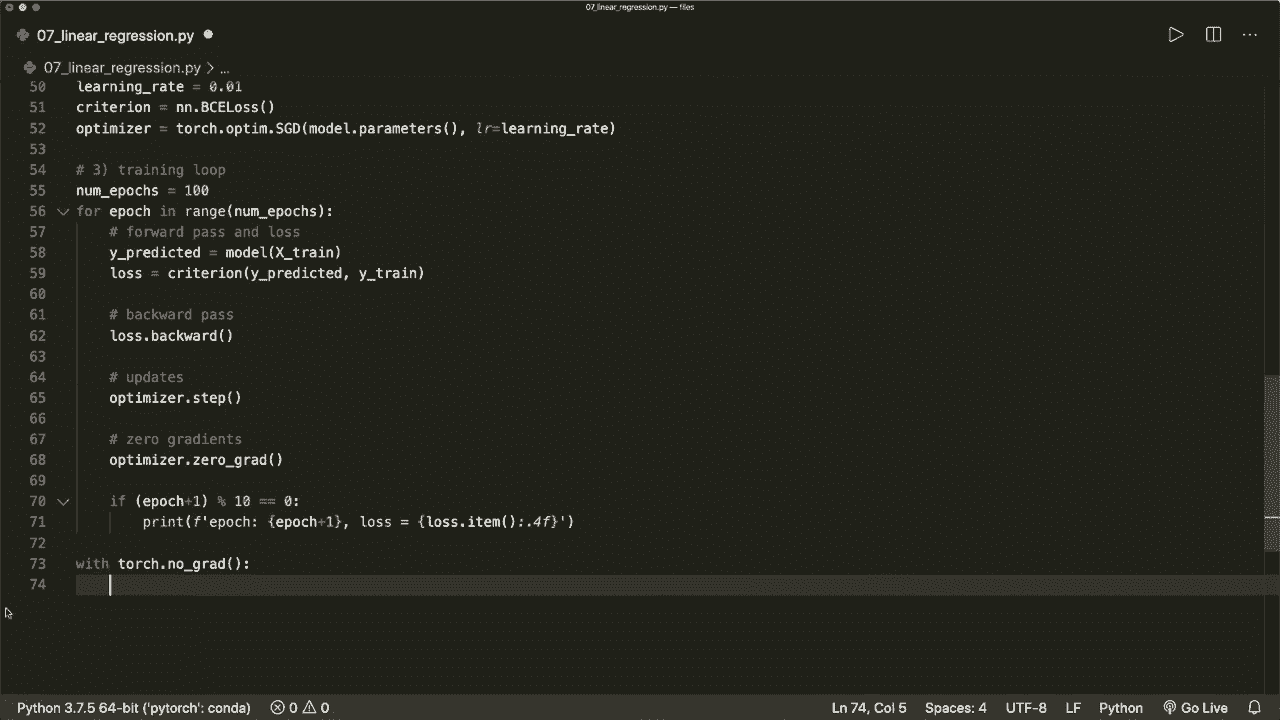 07_linear_regression.py — files
07_linear_regression.py
07_linear_regression.py > ...
50 learning_rate = 0.01
51 criterion = nn.BCELoss()
52 optimizer = torch.optim.SGD(model.parameters(), lr=learning_rate)
53
54 # 3) training loop
55 num_epochs = 100
56 for epoch in range(num_epochs):
57 # forward pass and loss
58 y_predicted = model(X_train)
59 loss = criterion(y_predicted, y_train)
60
61 # backward pass
62 loss.backward()
63
64 # updates
65 optimizer.step()
66
67 # zero gradients
68 optimizer.zero_grad()
69
70 if (epoch+1) % 10 == 0:
71 print(f'epoch: {epoch+1}, loss = {loss.item():.4f}')
72
73 with torch.no_grad():
74
Python 3.7.5 64-bit ('pytorch': conda) 0 0 Ln 74, Col 5 Spaces: 4 UTF-8 LF Python Go Live